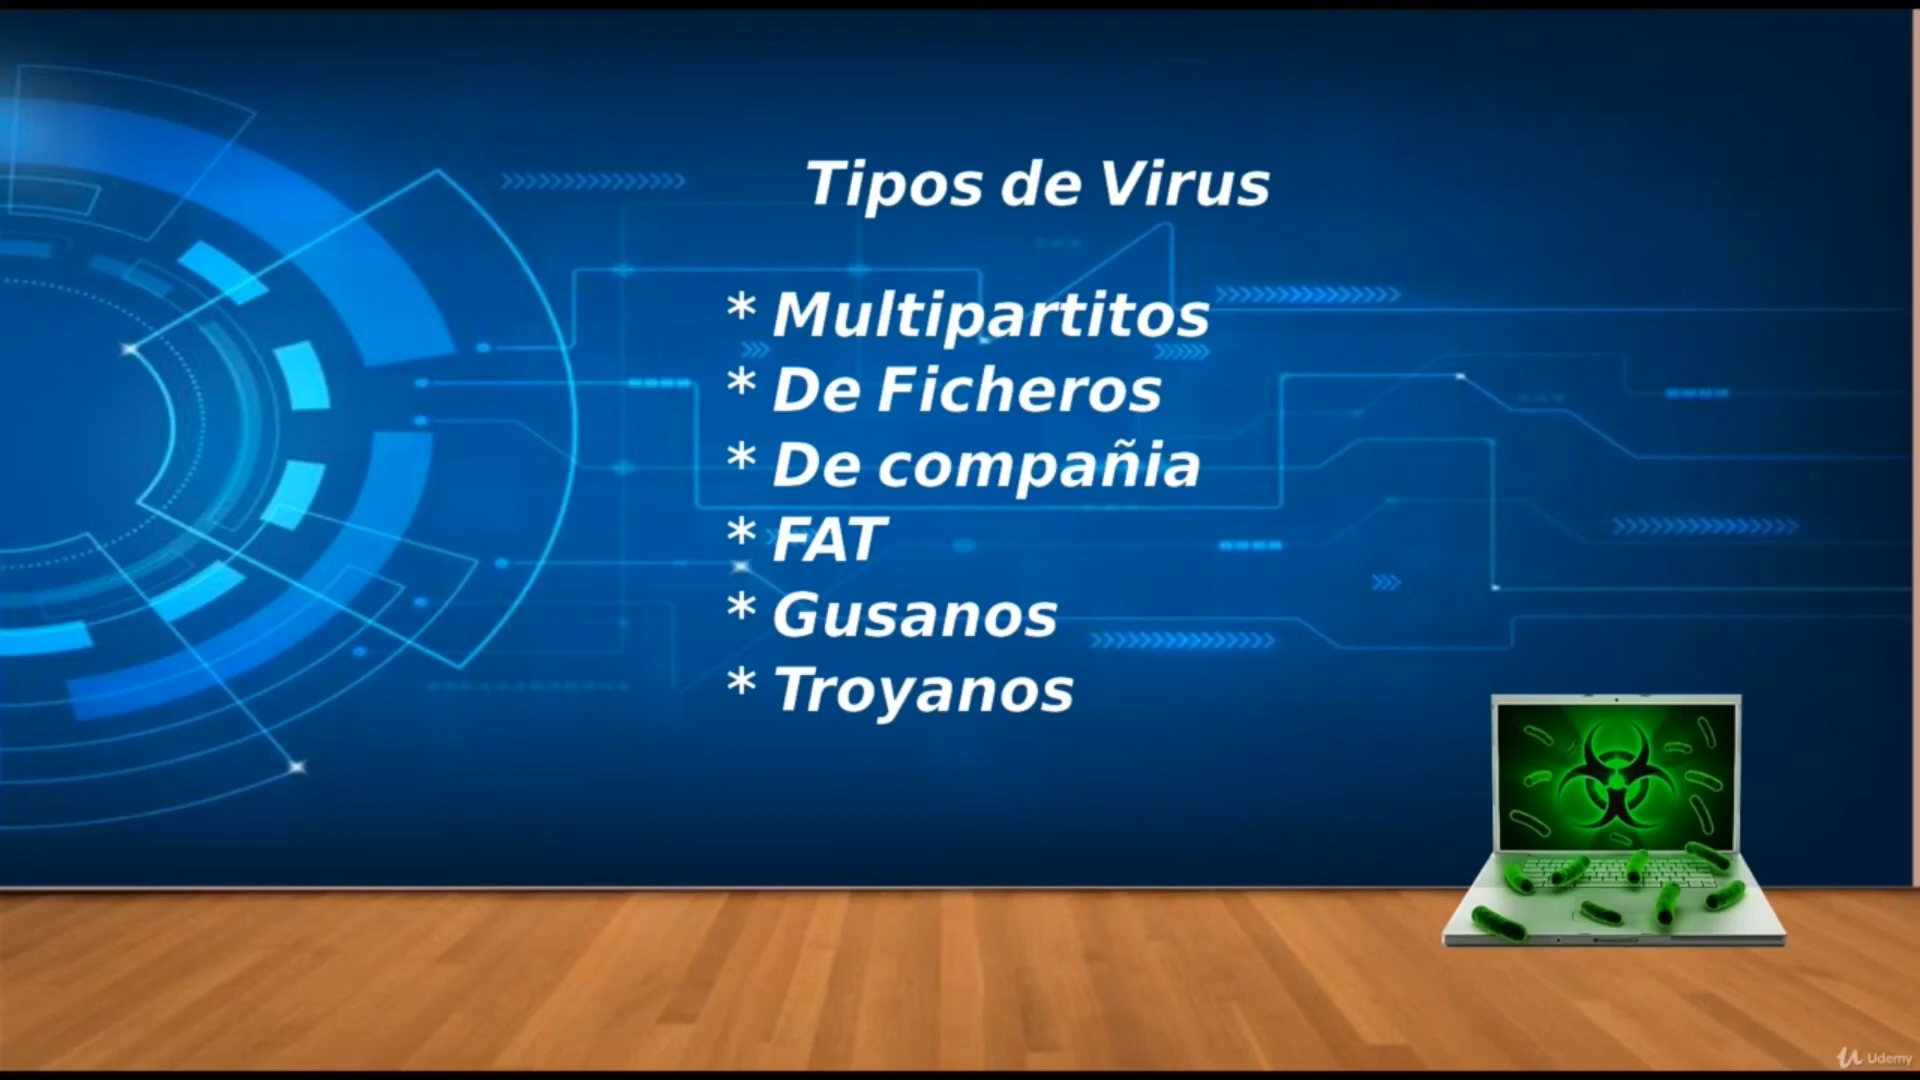 Tipos de Virus
* Multipartitos
* De Ficheros
* De compañia
* FAT
* Gusanos
* Troyanos
Udemy